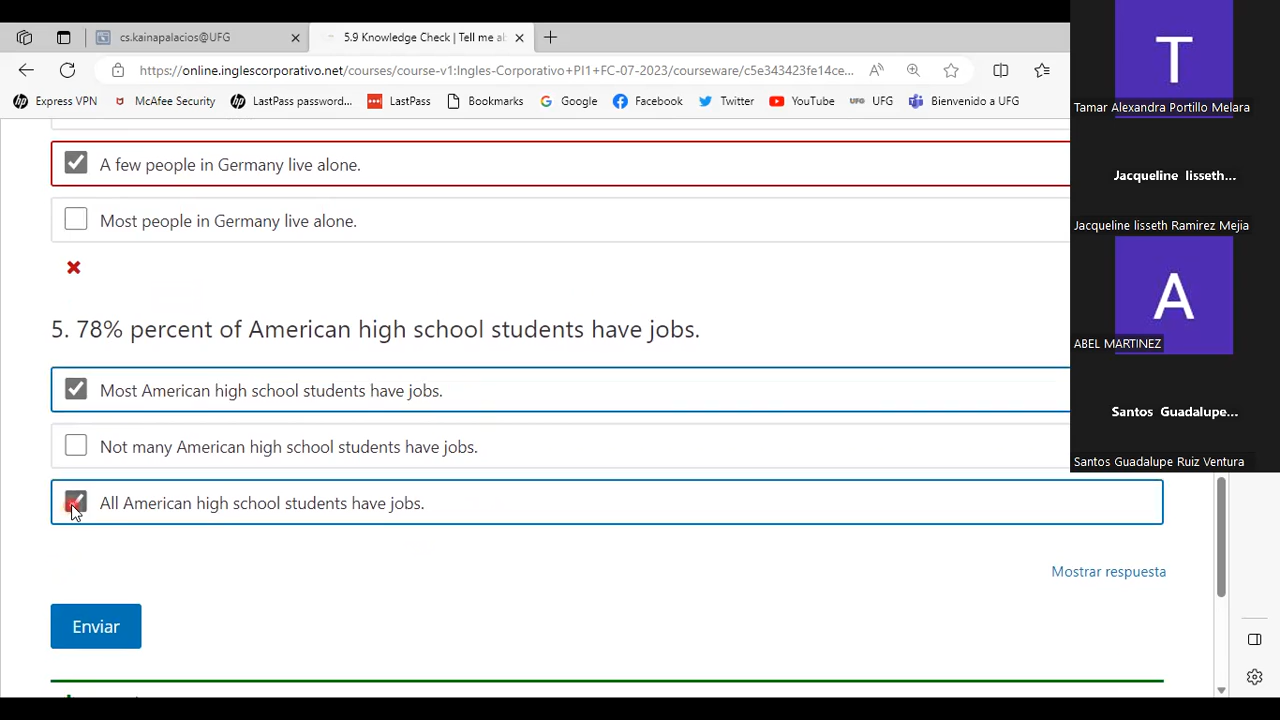 cs.kainapalacios@UFG
5.9 Knowledge Check | Tell me ab
https://online.inglescorporativo.net/courses/course-v1:Ingles-Corporativo+PI1+FC-07-2023/courseware/c5e343423fe14ce...
Express VPN
McAfee Security
LastPass password...
LastPass
Bookmarks
Google
Facebook
Twitter
YouTube
UFG
Bienvenido a UFG
A few people in Germany live alone.
Most people in Germany live alone.
5. 78% percent of American high school students have jobs.
Most American high school students have jobs.
Not many American high school students have jobs.
All American high school students have jobs.
Mostrar respuesta
Enviar
T
Tamar Alexandra Portillo Melara
Jacqueline lisseth...
Jacqueline lisseth Ramirez Mejia
A
ABEL MARTINEZ
Santos Guadalupe...
Santos Guadalupe Ruiz Ventura